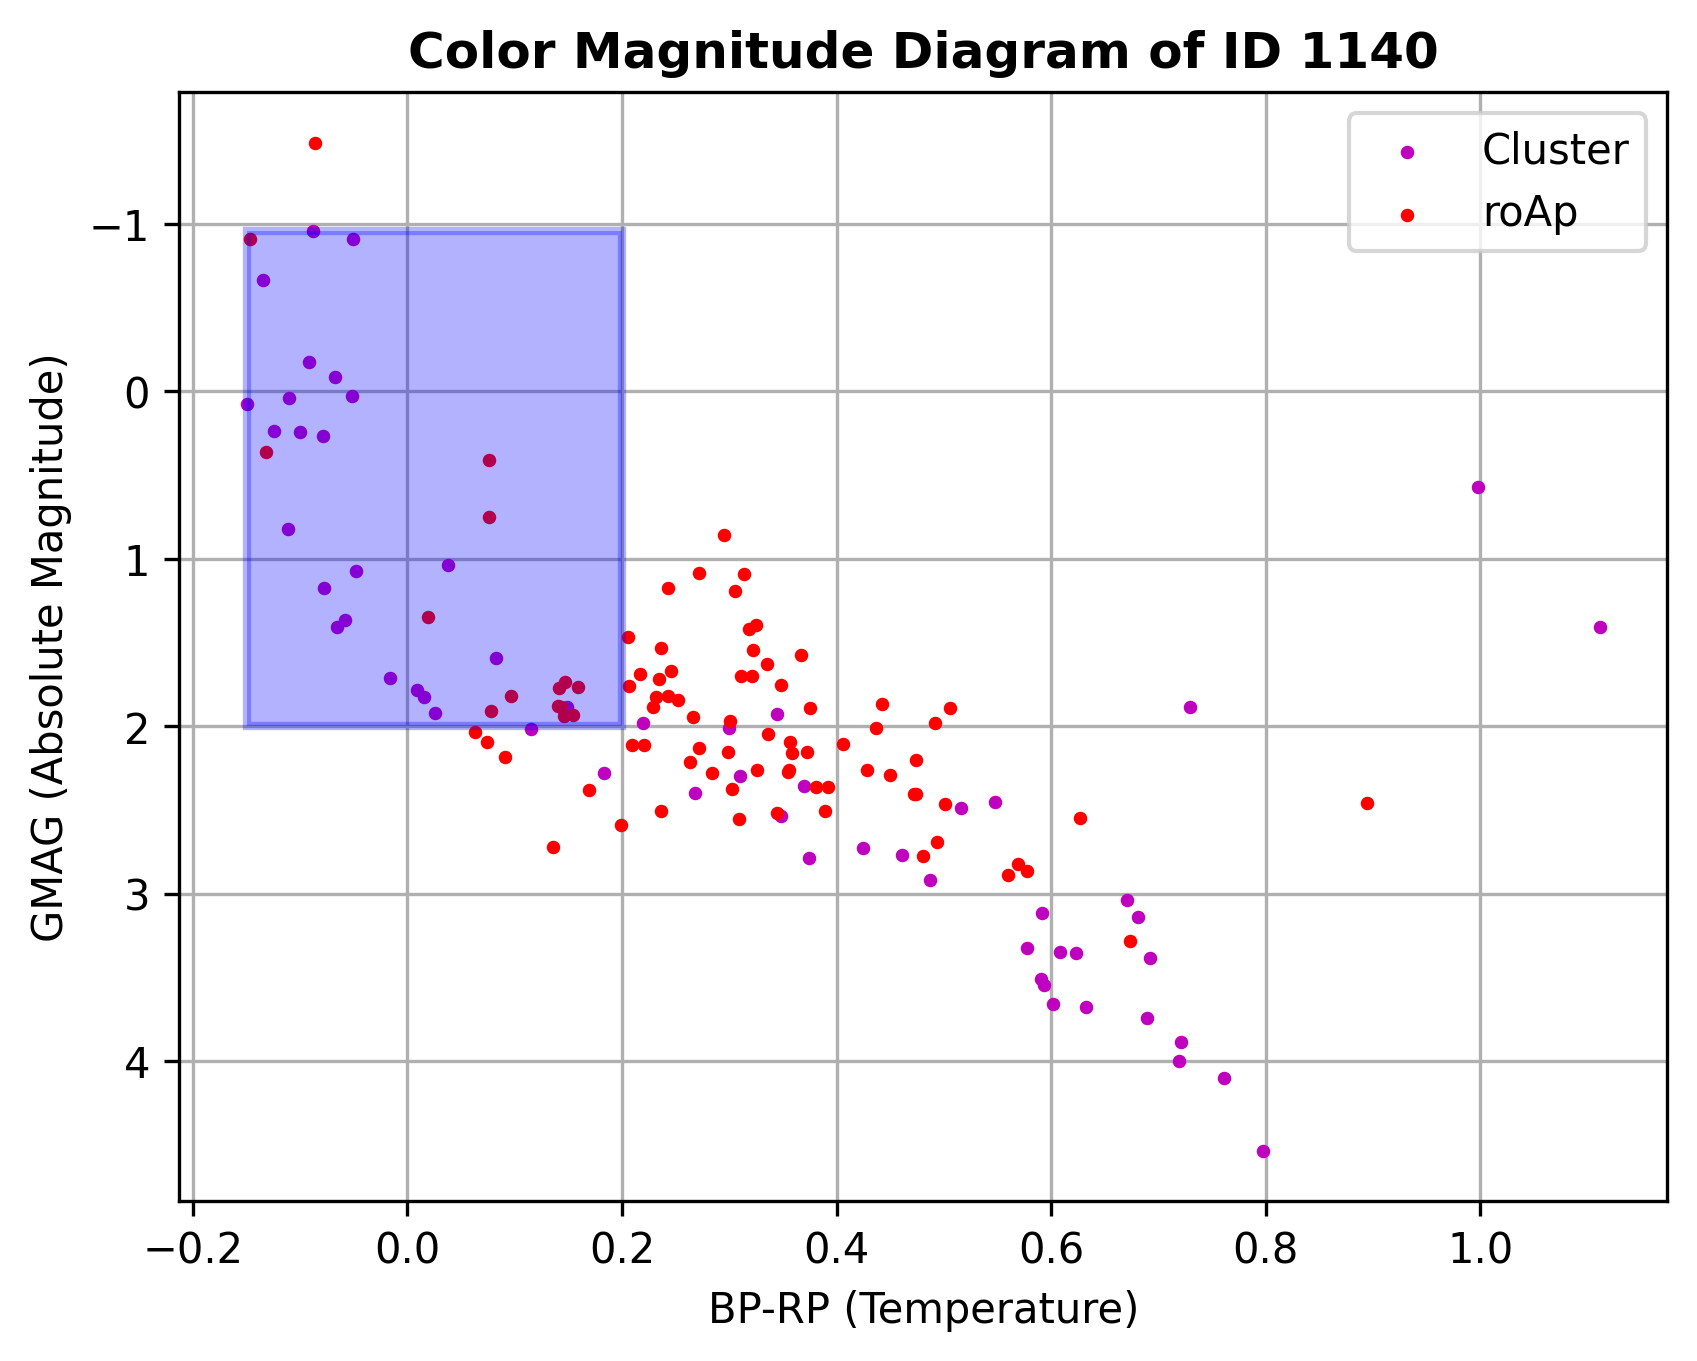 Color Magnitude Diagram of ID 1140
Cluster
roAp
−1
0
1
2
3
4
GMAG (Absolute Magnitude)
−0.2 0.0 0.2 0.4 0.6 0.8 1.0
BP-RP (Temperature)